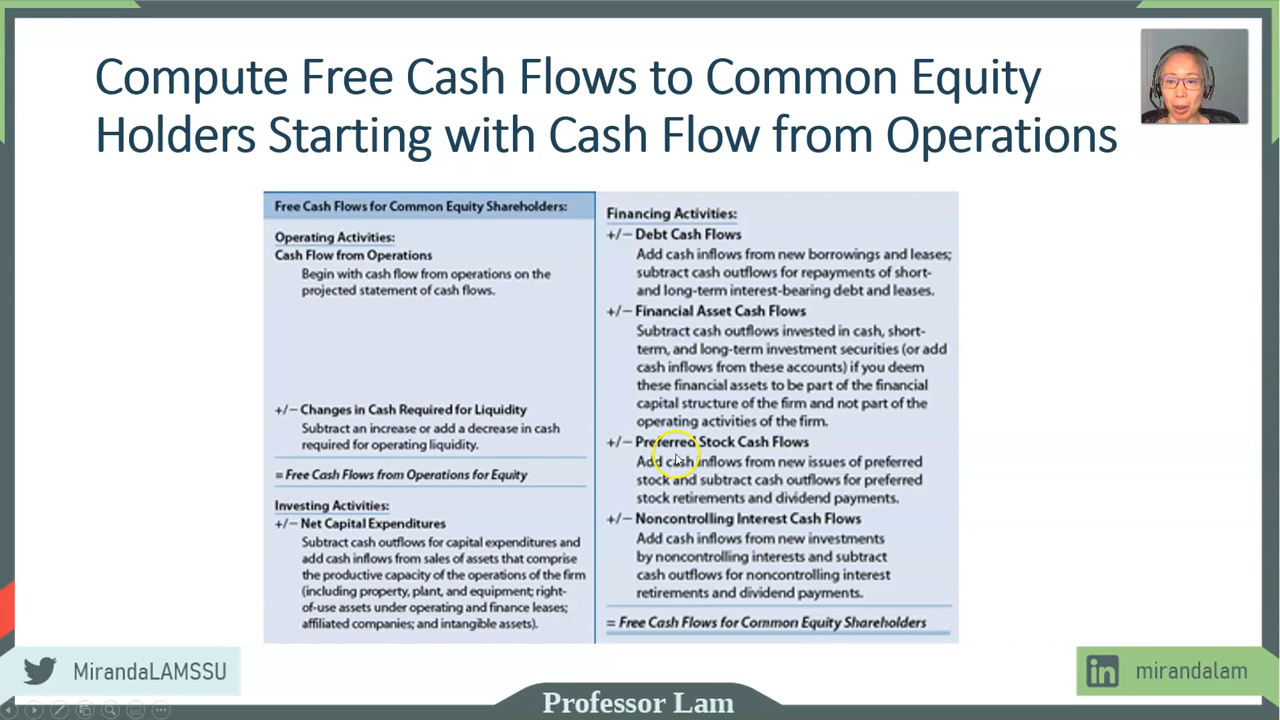 Compute Free Cash Flows to Common Equity
Holders Starting with Cash Flow from Operations
Free Cash Flows for Common Equity Shareholders:
Operating Activities:
Cash Flow from Operations
Begin with cash flow from operations on the
projected statement of cash flows.
+/− Changes in Cash Required for Liquidity
Subtract an increase or add a decrease in cash
required for operating liquidity.
= Free Cash Flows from Operations for Equity
Investing Activities:
+/− Net Capital Expenditures
Subtract cash outflows for capital expenditures and
add cash inflows from sales of assets that comprise
the productive capacity of the operations of the firm
(including property, plant, and equipment; right-
of-use assets under operating and finance leases;
affiliated companies; and intangible assets).
Financing Activities:
+/− Debt Cash Flows
Add cash inflows from new borrowings and leases;
subtract cash outflows for repayments of short-
and long-term interest-bearing debt and leases.
+/− Financial Asset Cash Flows
Subtract cash outflows invested in cash, short-
term, and long-term investment securities (or add
cash inflows from these accounts) if you deem
these financial assets to be part of the financial
capital structure of the firm and not part of the
operating activities of the firm.
+/− Preferred Stock Cash Flows
Add cash inflows from new issues of preferred
stock and subtract cash outflows for preferred
stock retirements and dividend payments.
+/− Noncontrolling Interest Cash Flows
Add cash inflows from new investments
by noncontrolling interests and subtract
cash outflows for noncontrolling interest
retirements and dividend payments.
= Free Cash Flows for Common Equity Shareholders
MirandaLAMSSU
in mirandalam
Professor Lam